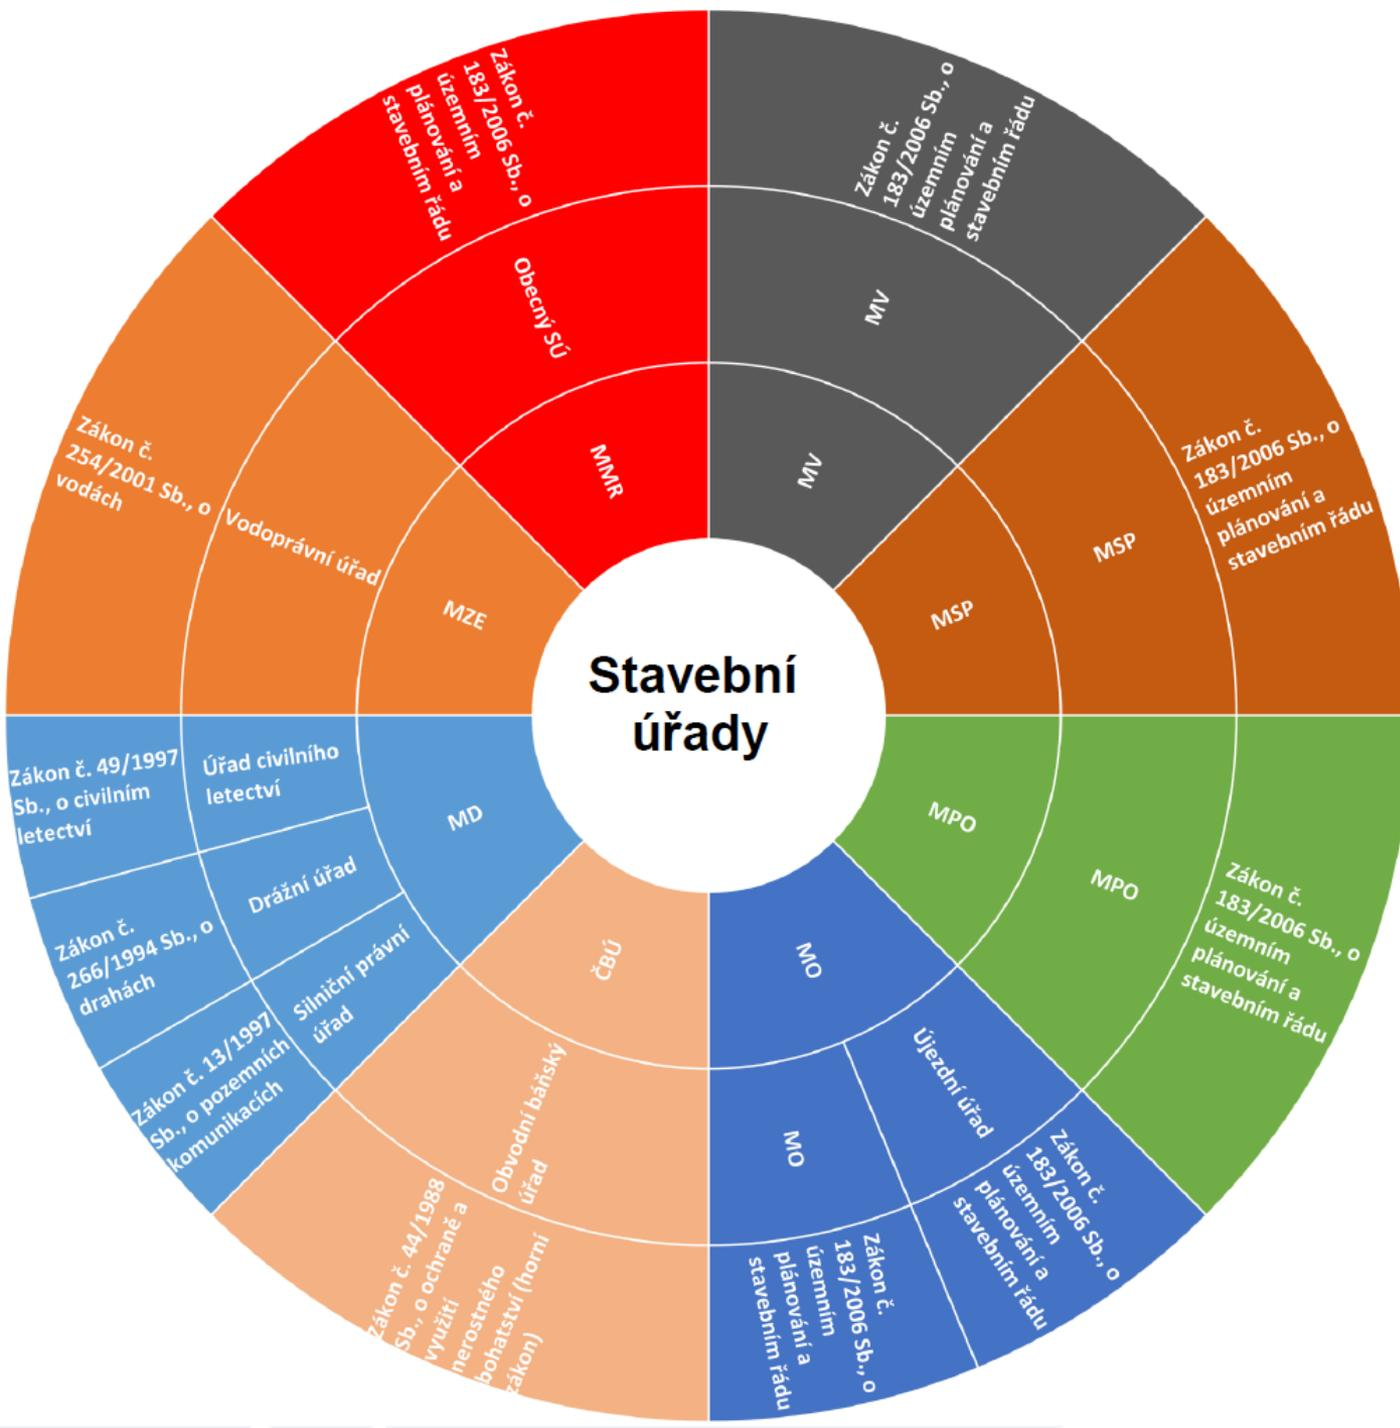 Stavební
úřady
MV
MV
Zákon č.
183/2006 Sb., o
územním
plánování a
stavebním řádu
MSP
MSP
Zákon č.
183/2006 Sb., o
územním
plánování a
stavebním řádu
MPO
MPO
Zákon č.
183/2006 Sb., o
územním
plánování a
stavebním řádu
MO
Újezdní úřad
Zákon č.
183/2006 Sb., o
územním
plánování a
stavebním řádu
MO
Zákon č.
183/2006 Sb., o
územním
plánování a
stavebním řádu
ČBÚ
Obvodní báňský
úřad
Zákon č. 44/1988
Sb., o ochraně a
využití
nerostného
bohatství (horní
zákon)
MD
Silniční právní
úřad
Zákon č. 13/1997
Sb., o pozemních
komunikacích
Drážní úřad
Zákon č.
266/1994 Sb., o
drahách
Úřad civilního
letectví
Zákon č. 49/1997
Sb., o civilním
letectví
MZE
Vodoprávní úřad
Zákon č.
254/2001 Sb., o
vodách
MMR
Obecný SÚ
Zákon č.
183/2006 Sb., o
územním
plánování a
stavebním řádu